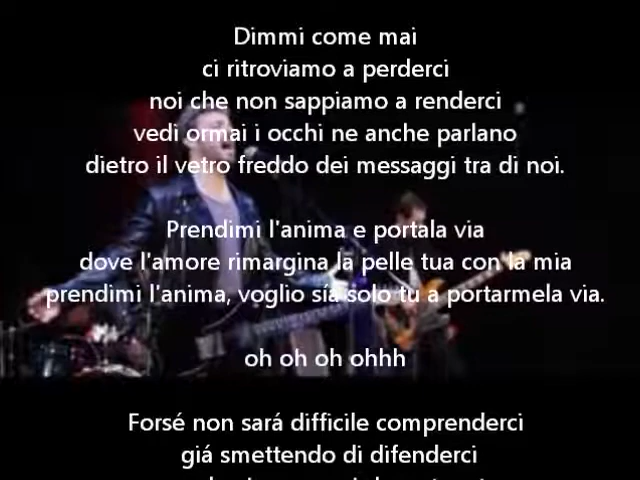 Dimmi come mai
ci ritroviamo a perderci
noi che non sappiamo a renderci
vedi ormai i occhi ne anche parlano
dietro il vetro freddo dei messaggi tra di noi.
Prendimi l'anima e portala via
dove l'amore rimargina la pelle tua con la mia
prendimi l'anima, voglio sía solo tu a portarmela via.
oh oh oh ohhh
Forsé non sará difficile comprenderci
giá smettendo di difenderci